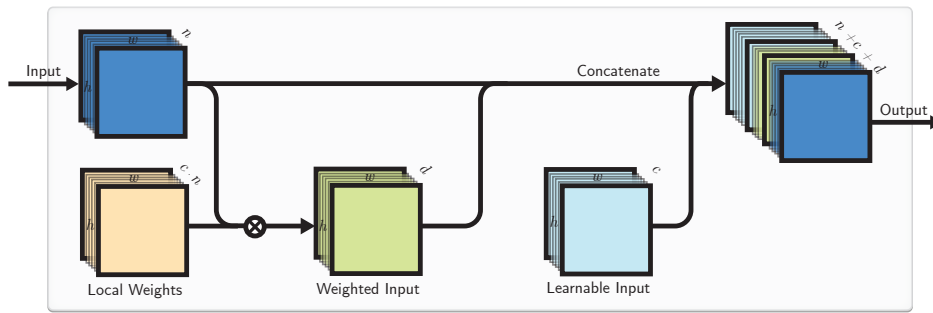 Input
w
n
h
Concatenate
n + c + d
w
h
Output
w
c · n
h
Local Weights
w
d
h
Weighted Input
w
c
h
Learnable Input